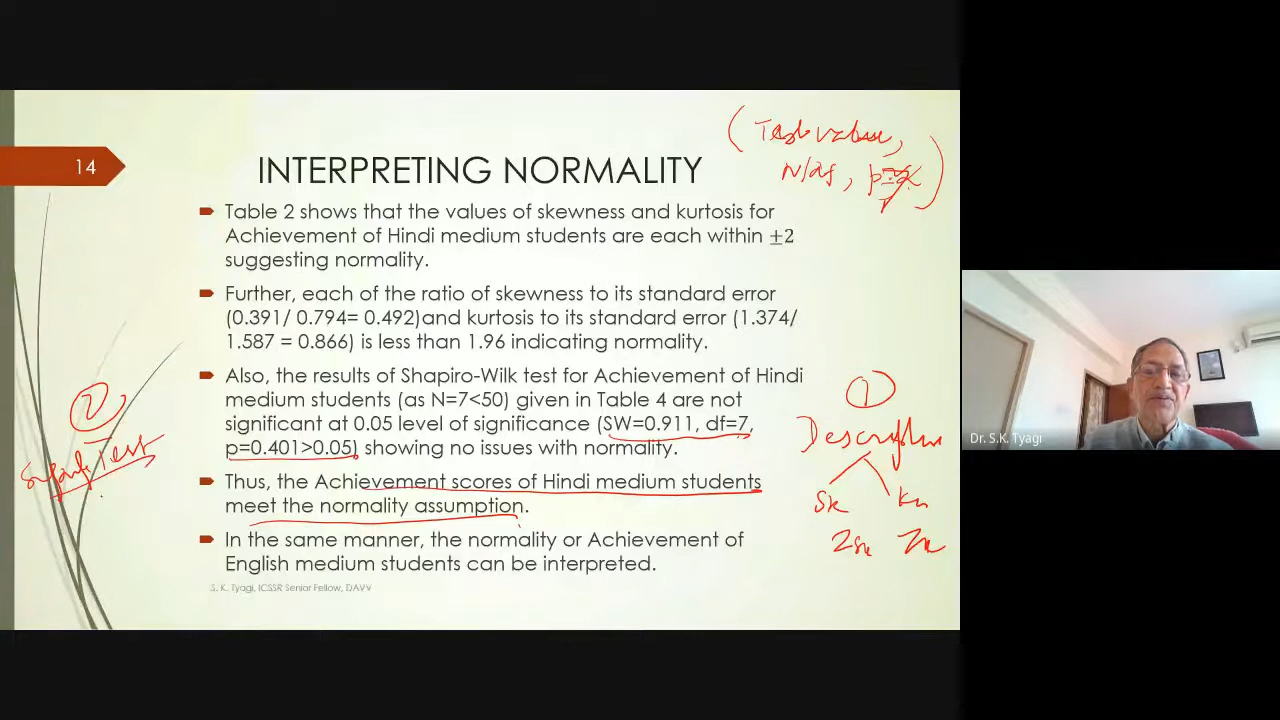 14
INTERPRETING NORMALITY
Table 2 shows that the values of skewness and kurtosis for
Achievement of Hindi medium students are each within ±2
suggesting normality.
Further, each of the ratio of skewness to its standard error
(0.391/ 0.794= 0.492)and kurtosis to its standard error (1.374/
1.587 = 0.866) is less than 1.96 indicating normality.
Also, the results of Shapiro-Wilk test for Achievement of Hindi
medium students (as N=7<50) given in Table 4 are not
significant at 0.05 level of significance (SW=0.911, df=7,
p=0.401>0.05) showing no issues with normality.
Thus, the Achievement scores of Hindi medium students
meet the normality assumption.
In the same manner, the normality or Achievement of
English medium students can be interpreted.
S. K. Tyagi, ICSSR Senior Fellow, DAVV
(Test value,
N/df,
1
Sk Ku
Zsk
2
Test
Dr. S.K. Tyagi